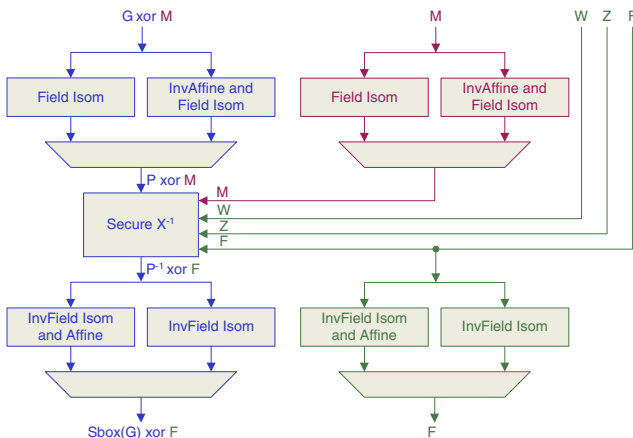 G xor M
M
W
Z
F
Field Isom
InvAffine and
Field Isom
Field Isom
InvAffine and
Field Isom
P xor M
M
W
Z
F
Secure X⁻¹
P⁻¹ xor F
InvField Isom
and Affine
InvField Isom
InvField Isom
and Affine
InvField Isom
Sbox(G) xor F
F